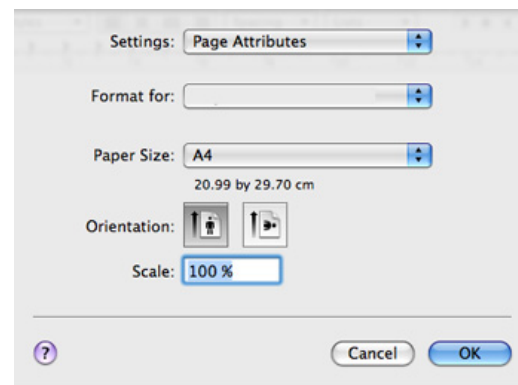 Settings: Page Attributes
Format for:
Paper Size: A4
20.99 by 29.70 cm
Orientation:
Scale: 100 %
? Cancel OK